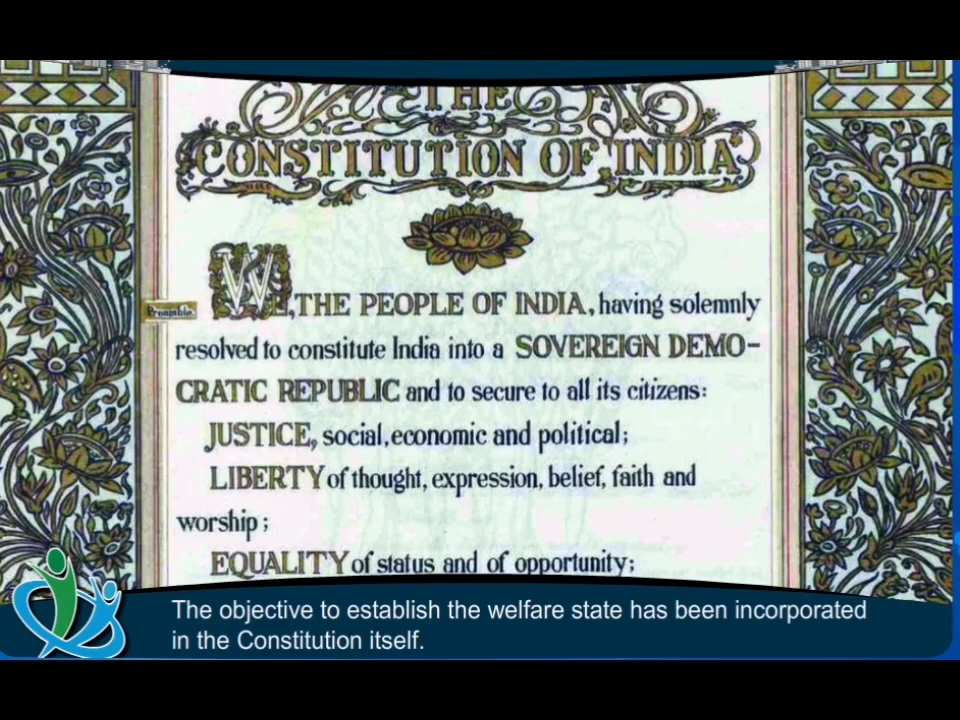 THE
CONSTITUTION OF INDIA
Preamble.
WE, THE PEOPLE OF INDIA, having solemnly
resolved to constitute India into a SOVEREIGN DEMO-
CRATIC REPUBLIC and to secure to all its citizens:
JUSTICE, social, economic and political;
LIBERTY of thought, expression, belief, faith and
worship;
EQUALITY of status and of opportunity;
The objective to establish the welfare state has been incorporated
in the Constitution itself.